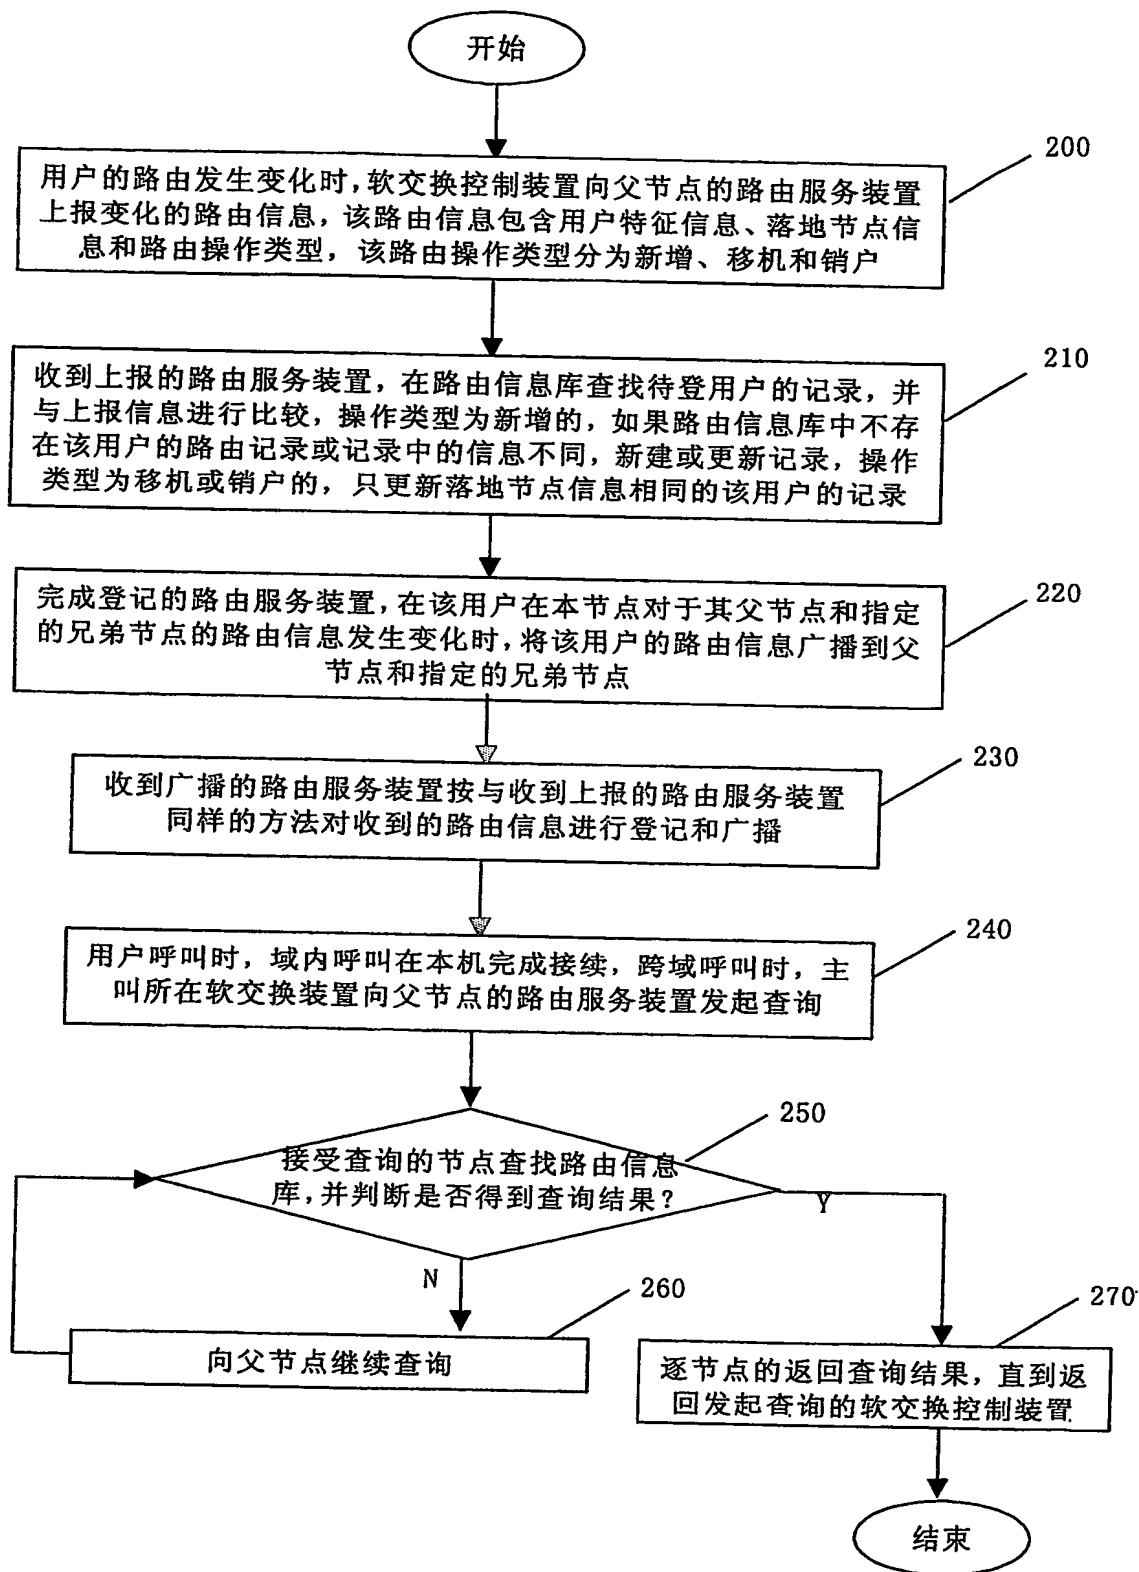 开始
200
用户的路由发生变化时,软交换控制装置向父节点的路由服务装置
上报变化的路由信息，该路由信息包含用户特征信息、落地节点信
息和路由操作类型，该路由操作类型分为新增、移机和销户
210
收到上报的路由服务装置，在路由信息库查找待登用户的记录，并
与上报信息进行比较，操作类型为新增的，如果路由信息库中不存
在该用户的路由记录或记录中的信息不同，新建或更新记录，操作
类型为移机或销户的，只更新落地节点信息相同的该用户的记录
220
完成登记的路由服务装置，在该用户在本节点对于其父节点和指定
的兄弟节点的路由信息发生变化时，将该用户的路由信息广播到父
节点和指定的兄弟节点
230
收到广播的路由服务装置按与收到上报的路由服务装置
同样的方法对收到的路由信息进行登记和广播
240
用户呼叫时，域内呼叫在本机完成接续，跨域呼叫时，主
叫所在软交换装置向父节点的路由服务装置发起查询
250
接受查询的节点查找路由信息
库,并判断是否得到查询结果？
Y
N
260
向父节点继续查询
270
逐节点的返回查询结果，直到返
回发起查询的软交换控制装置
结束